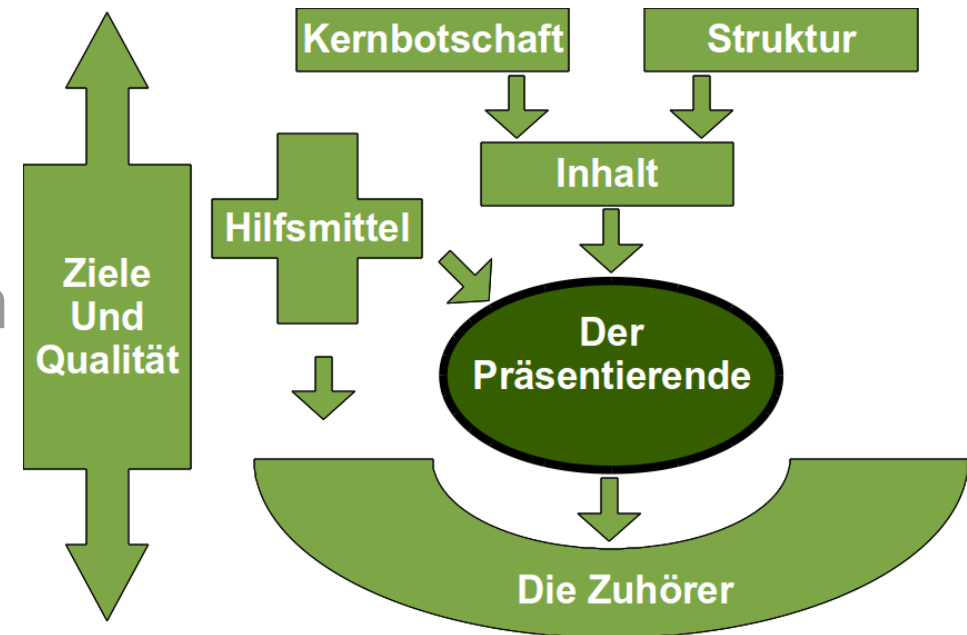 Kernbotschaft
Struktur
Inhalt
Hilfsmittel
Ziele
Und
Qualität
Der
Präsentierende
Die Zuhörer